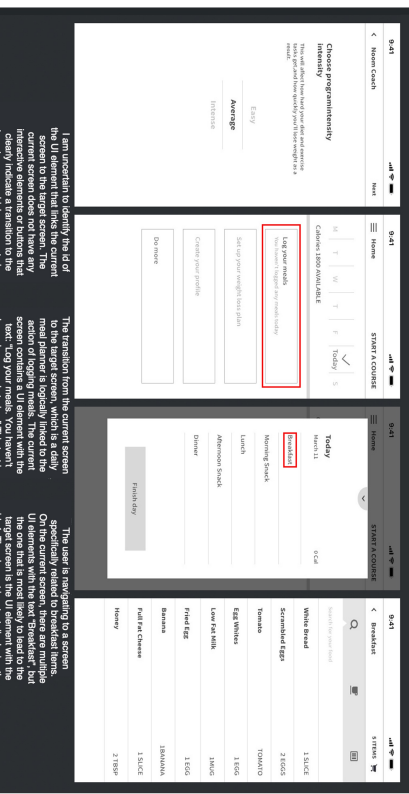 9:41
Noom Coach
Next
Choose programintensity
intensity
This will affect how hard your diet and exercise
tasks get,and how quickly you'll lose weight as a
result.
Easy
Average
Intense
I am uncertain to identify the id of
the UI element that links the current
screen to the target screen. The
current screen does not have any
interactive elements or buttons that
clearly indicate a transition to the
9:41
Home
START A COURSE
M T W T F Today S
Calories 1800 AVAILABLE
Log your meals
You haven't logged any meals today
Set up your weight loss plan
Create your profile
Do more
The transition from the current screen
to the target screen, which is a daily
meal planner is logically linked to the
action of logging meals. The current
screen contains a UI element with the
text: "Log your meals. You haven't
9:41
Home
START A COURSE
Today
March 11
0 Cal
Breakfast
Morning Snack
Lunch
Afternoon Snack
Dinner
Finish day
The user is navigating to a screen
specifically related to breakfast items.
On the current screen, there are multiple
UI elements with the text "Breakfast", but
the one that is most likely to lead to the
target screen is the UI element with the
9:41
Breakfast
5 ITEMS
Search for your food
White Bread
1 SLICE
Scrambled Eggs
2 EGGS
Tomato
TOMATO
Egg Whites
1 EGG
Low Fat Milk
1MUG
Fried Egg
1 EGG
Banana
1BANANA
Full Fat Cheese
1 SLICE
Honey
2 TBSP